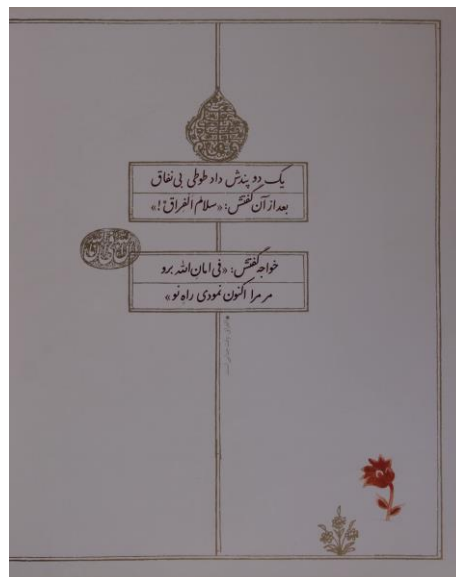 یک دو پندش داد طوطی بی نفاق
بعد از آن گفتش: «سلام الفراق*!»
خواجه گفتش: «فی امان الله برو
مر مرا اکنون نمودی راه نو»